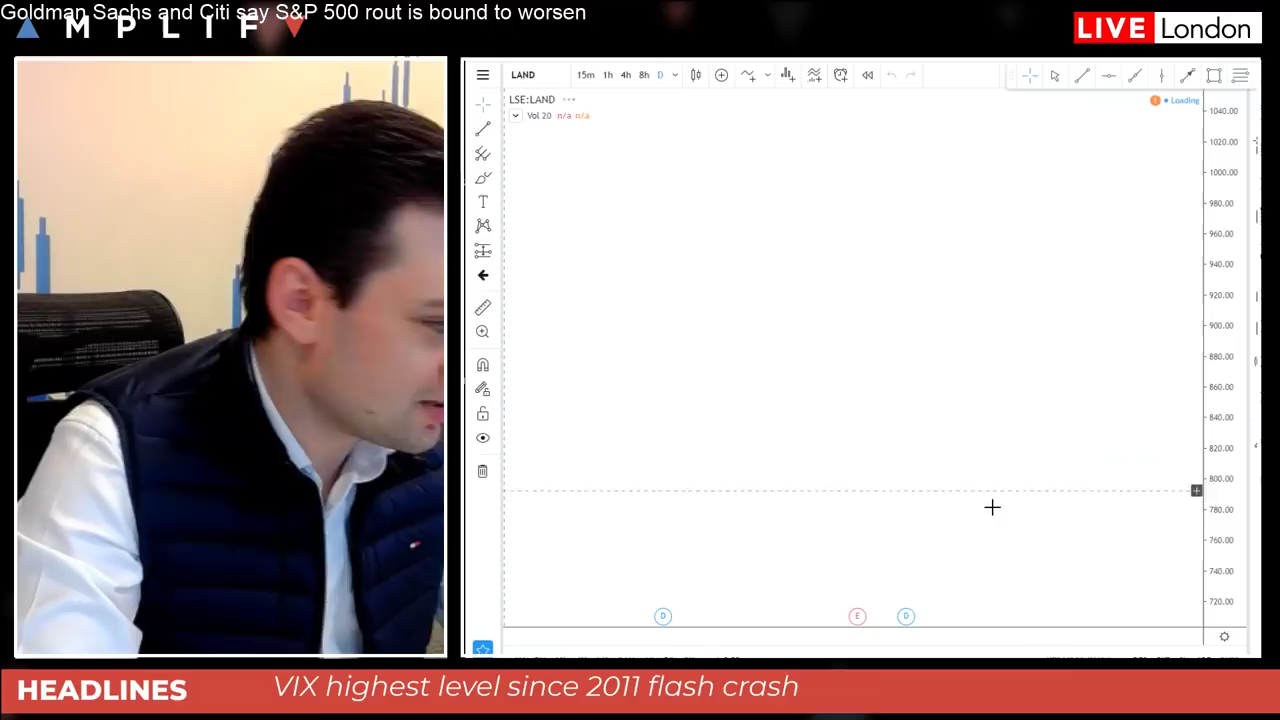 Goldman Sachs and Citi say S&P 500 rout is bound to worsen
MPLIF
LIVE London
LAND 15m 1h 4h 8h D
LSE:LAND
Loading
Vol 20 n/a n/a
1040.00
1020.00
1000.00
980.00
960.00
940.00
920.00
900.00
880.00
860.00
840.00
820.00
800.00
780.00
760.00
740.00
720.00
D E D
HEADLINES VIX highest level since 2011 flash crash